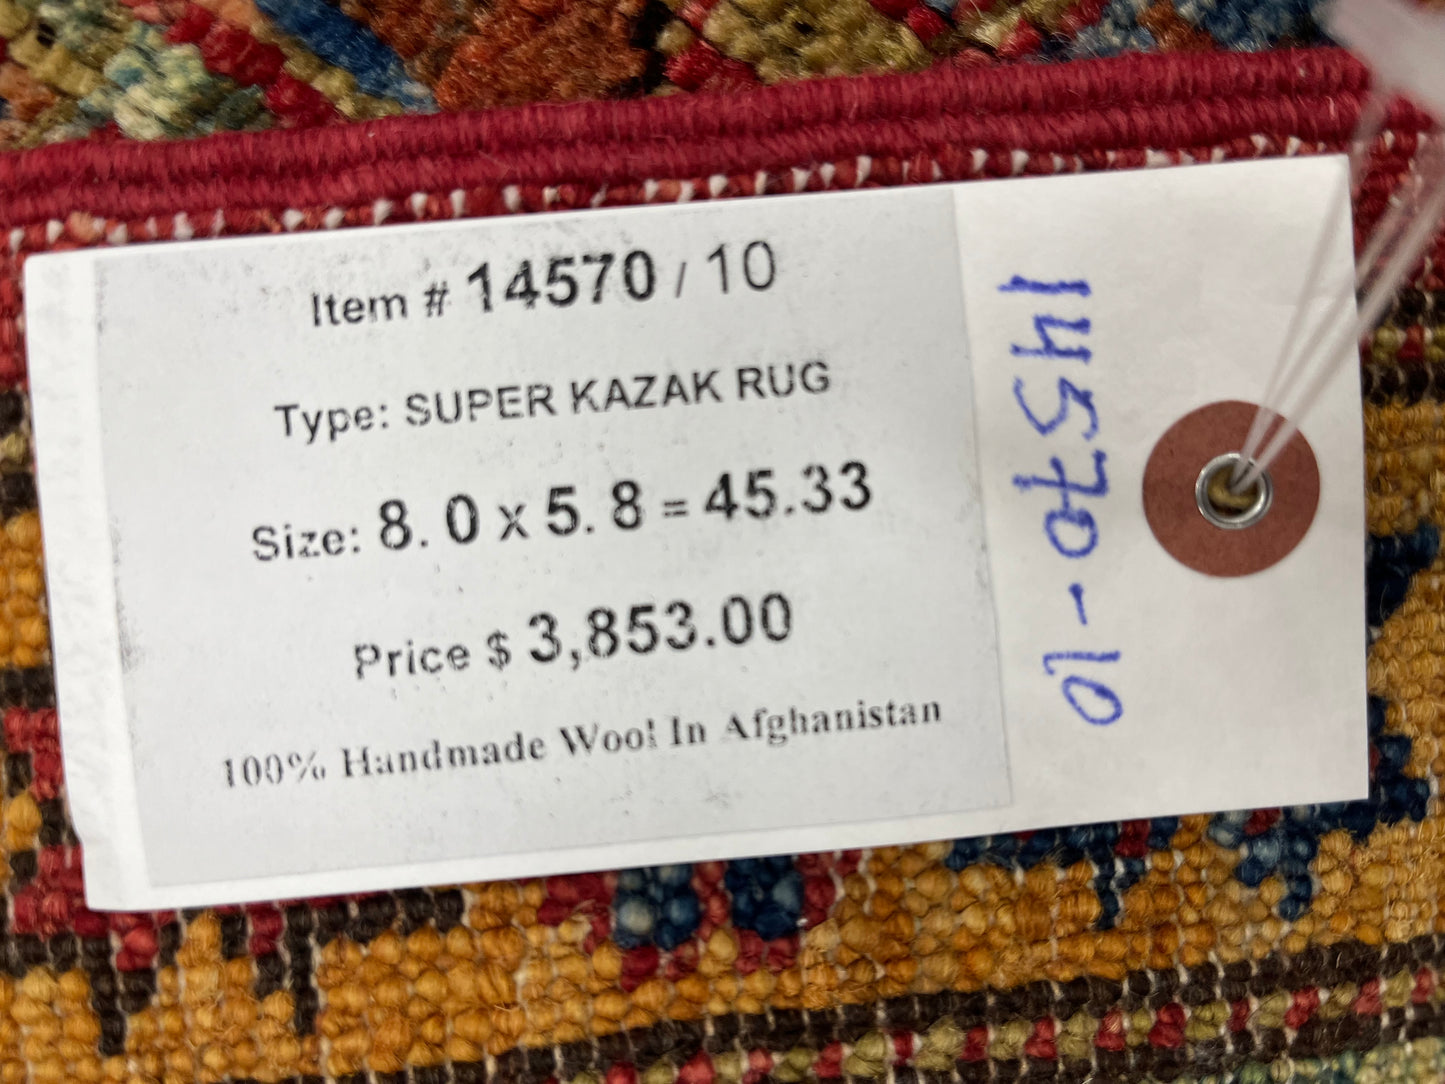 Item # 14570 / 10
Type: SUPER KAZAK RUG
Size: 8. 0 x 5. 8 = 45.33
Price $ 3,853.00
100% Handmade Wool In Afghanistan
14570-10